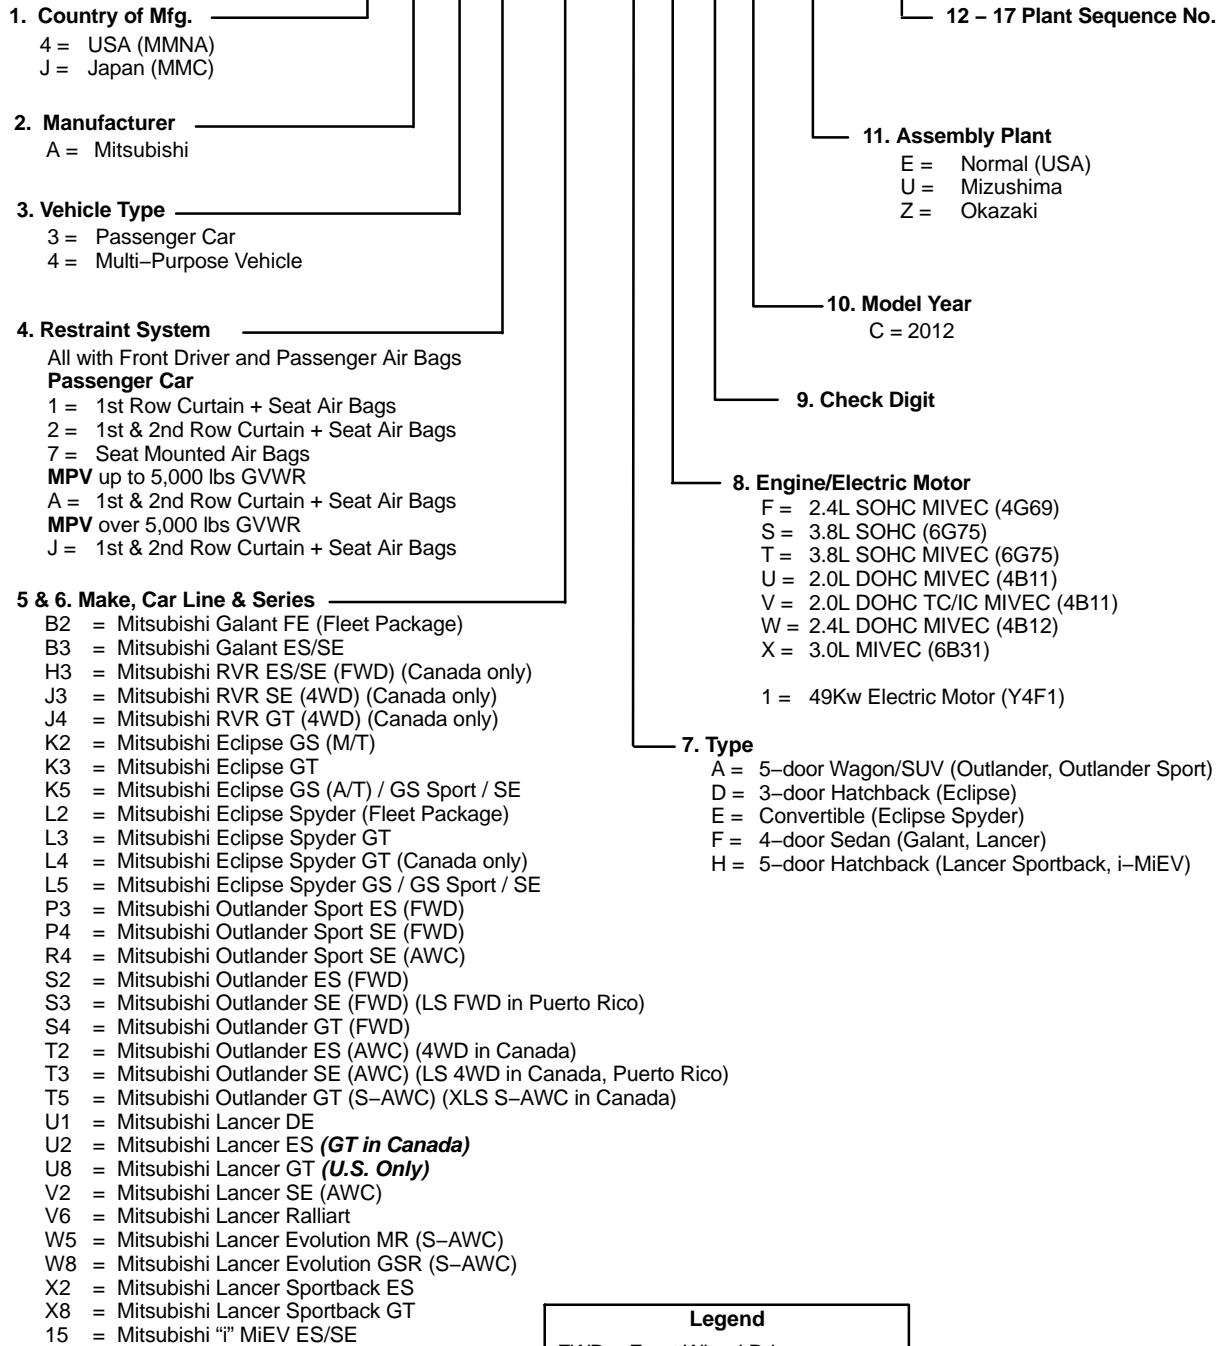 1. Country of Mfg.
4 = USA (MMNA)
J = Japan (MMC)
2. Manufacturer
A = Mitsubishi
3. Vehicle Type
3 = Passenger Car
4 = Multi−Purpose Vehicle
4. Restraint System
All with Front Driver and Passenger Air Bags
Passenger Car
1 = 1st Row Curtain + Seat Air Bags
2 = 1st & 2nd Row Curtain + Seat Air Bags
7 = Seat Mounted Air Bags
MPV up to 5,000 lbs GVWR
A = 1st & 2nd Row Curtain + Seat Air Bags
MPV over 5,000 lbs GVWR
J = 1st & 2nd Row Curtain + Seat Air Bags
5 & 6. Make, Car Line & Series
B2 = Mitsubishi Galant FE (Fleet Package)
B3 = Mitsubishi Galant ES/SE
H3 = Mitsubishi RVR ES/SE (FWD) (Canada only)
J3 = Mitsubishi RVR SE (4WD) (Canada only)
J4 = Mitsubishi RVR GT (4WD) (Canada only)
K2 = Mitsubishi Eclipse GS (M/T)
K3 = Mitsubishi Eclipse GT
K5 = Mitsubishi Eclipse GS (A/T) / GS Sport / SE
L2 = Mitsubishi Eclipse Spyder (Fleet Package)
L3 = Mitsubishi Eclipse Spyder GT
L4 = Mitsubishi Eclipse Spyder GT (Canada only)
L5 = Mitsubishi Eclipse Spyder GS / GS Sport / SE
P3 = Mitsubishi Outlander Sport ES (FWD)
P4 = Mitsubishi Outlander Sport SE (FWD)
R4 = Mitsubishi Outlander Sport SE (AWC)
S2 = Mitsubishi Outlander ES (FWD)
S3 = Mitsubishi Outlander SE (FWD) (LS FWD in Puerto Rico)
S4 = Mitsubishi Outlander GT (FWD)
T2 = Mitsubishi Outlander ES (AWC) (4WD in Canada)
T3 = Mitsubishi Outlander SE (AWC) (LS 4WD in Canada, Puerto Rico)
T5 = Mitsubishi Outlander GT (S−AWC) (XLS S−AWC in Canada)
U1 = Mitsubishi Lancer DE
U2 = Mitsubishi Lancer ES (GT in Canada)
U8 = Mitsubishi Lancer GT (U.S. Only)
V2 = Mitsubishi Lancer SE (AWC)
V6 = Mitsubishi Lancer Ralliart
W5 = Mitsubishi Lancer Evolution MR (S−AWC)
W8 = Mitsubishi Lancer Evolution GSR (S−AWC)
X2 = Mitsubishi Lancer Sportback ES
X8 = Mitsubishi Lancer Sportback GT
15 = Mitsubishi “i” MiEV ES/SE
12 − 17 Plant Sequence No.
11. Assembly Plant
E = Normal (USA)
U = Mizushima
Z = Okazaki
10. Model Year
C = 2012
9. Check Digit
8. Engine/Electric Motor
F = 2.4L SOHC MIVEC (4G69)
S = 3.8L SOHC (6G75)
T = 3.8L SOHC MIVEC (6G75)
U = 2.0L DOHC MIVEC (4B11)
V = 2.0L DOHC TC/IC MIVEC (4B11)
W = 2.4L DOHC MIVEC (4B12)
X = 3.0L MIVEC (6B31)
1 = 49Kw Electric Motor (Y4F1)
7. Type
A = 5−door Wagon/SUV (Outlander, Outlander Sport)
D = 3−door Hatchback (Eclipse)
E = Convertible (Eclipse Spyder)
F = 4−door Sedan (Galant, Lancer)
H = 5−door Hatchback (Lancer Sportback, i−MiEV)
Legend